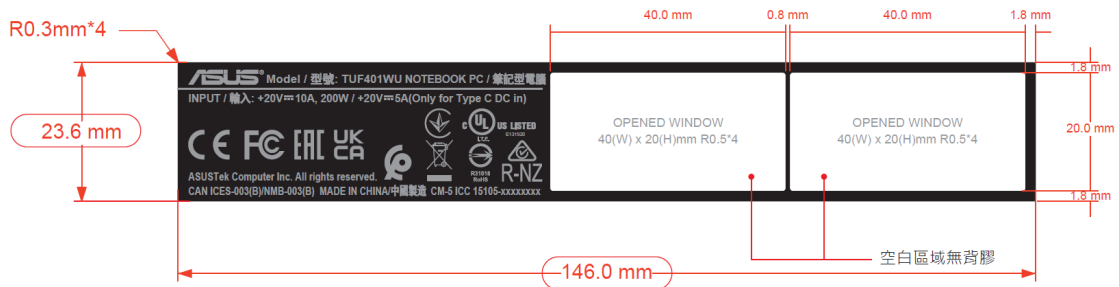 40.0 mm 0.8 mm 40.0 mm 1.8 mm
R0.3mm*4
1.8 mm
ASUS® Model / 型號: TUF401WU NOTEBOOK PC / 筆記型電腦
INPUT / 輸入: +20V⎓10A, 200W / +20V⎓5A(Only for Type C DC in)
23.6 mm
20.0 mm
OPENED WINDOW
40(W) x 20(H)mm R0.5*4
OPENED WINDOW
40(W) x 20(H)mm R0.5*4
C UL US LISTED
I.T.E.
E131520
CE FC EAC UK CA
R31018
RoHS
R-NZ
ASUSTek Computer Inc. All rights reserved.
CAN ICES-003(B)/NMB-003(B) MADE IN CHINA/中國製造 CM-5 ICC 15105-xxxxxxxx
1.8 mm
空白區域無背膠
146.0 mm